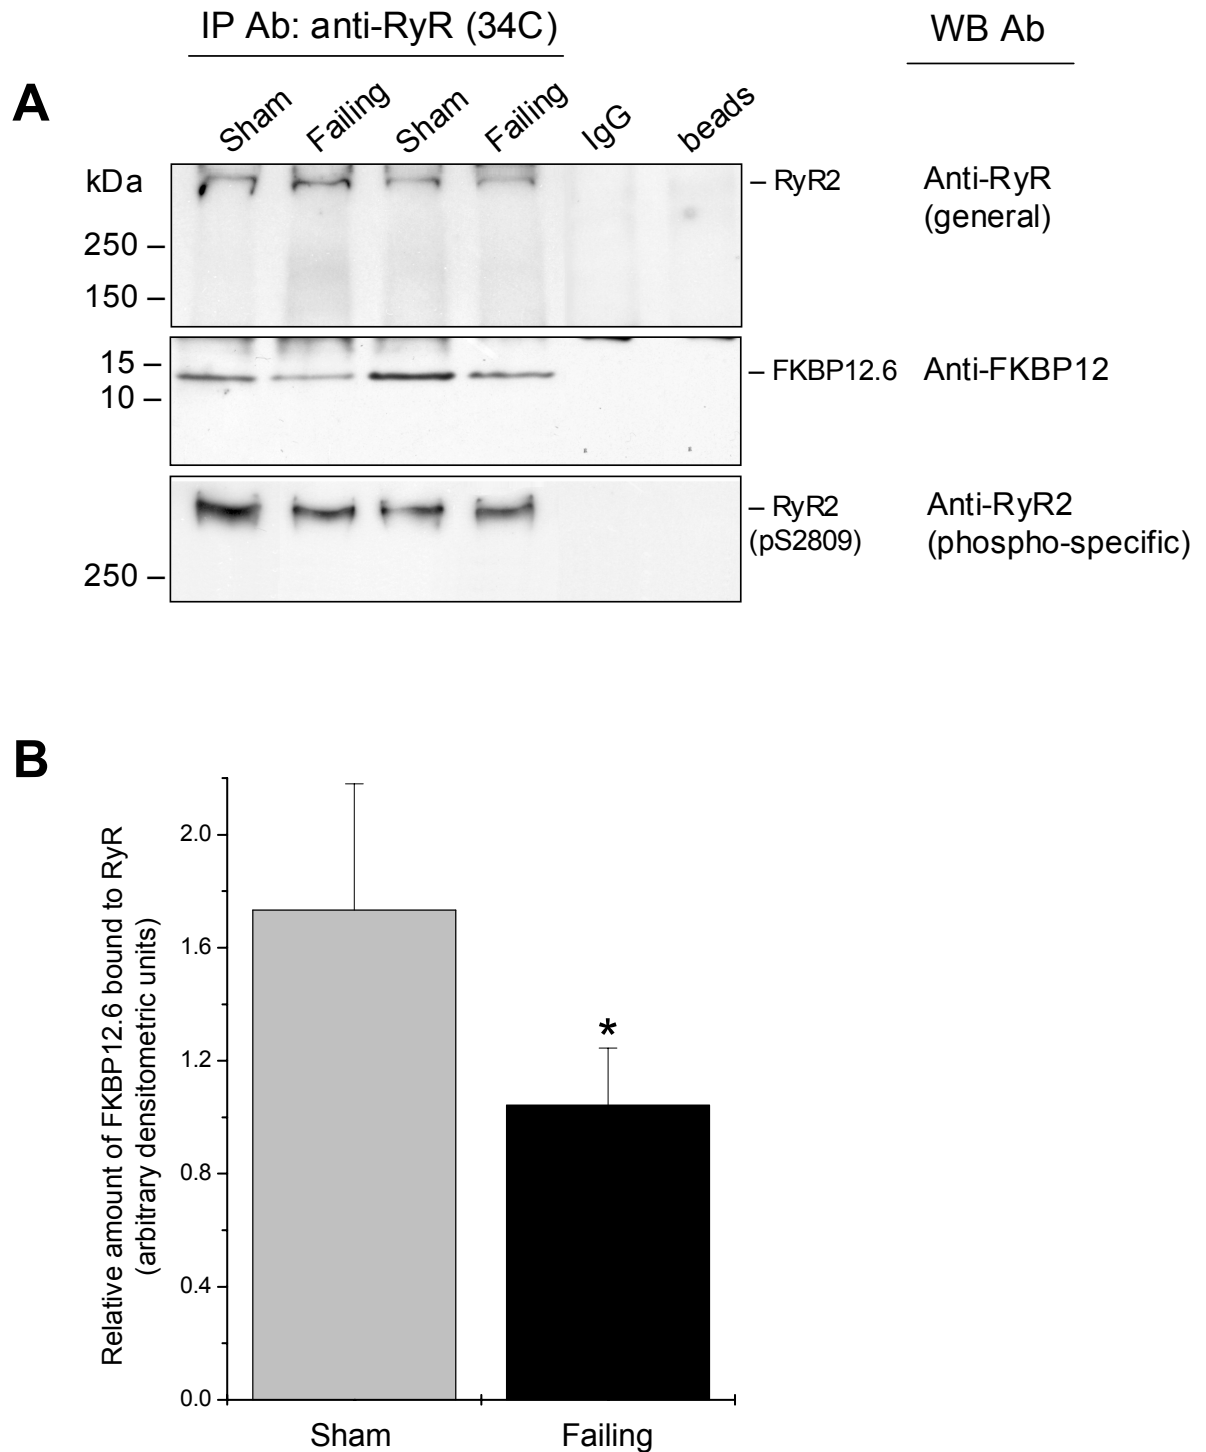 IP Ab: anti-RyR (34C)
WB Ab
A
Sham
Failing
Sham
Failing
IgG
beads
kDa
– RyR2
Anti-RyR
(general)
250 –
150 –
15 –
10 –
– FKBP12.6
Anti-FKBP12
– RyR2
(pS2809)
Anti-RyR2
(phospho-specific)
250 –
B
Relative amount of FKBP12.6 bound to RyR
(arbitrary densitometric units)
2.0
1.6
1.2
0.8
0.4
0.0
*
Sham
Failing